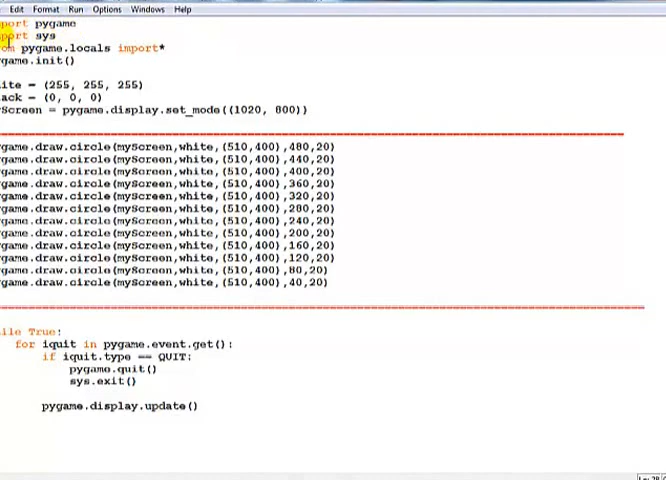 Edit Format Run Options Windows Help
port pygame
port sys
om pygame.locals import*
game.init()
ite = (255, 255, 255)
ack = (0, 0, 0)
yScreen = pygame.display.set_mode((1020, 800))
game.draw.circle(myScreen,white,(510,400),480,20)
game.draw.circle(myScreen,white,(510,400),440,20)
game.draw.circle(myScreen,white,(510,400),400,20)
game.draw.circle(myScreen,white,(510,400),360,20)
game.draw.circle(myScreen,white,(510,400),320,20)
game.draw.circle(myScreen,white,(510,400),280,20)
game.draw.circle(myScreen,white,(510,400),240,20)
game.draw.circle(myScreen,white,(510,400),200,20)
game.draw.circle(myScreen,white,(510,400),160,20)
game.draw.circle(myScreen,white,(510,400),120,20)
game.draw.circle(myScreen,white,(510,400),80,20)
game.draw.circle(myScreen,white,(510,400),40,20)
ile True:
for iquit in pygame.event.get():
if iquit.type == QUIT:
pygame.quit()
sys.exit()
pygame.display.update()